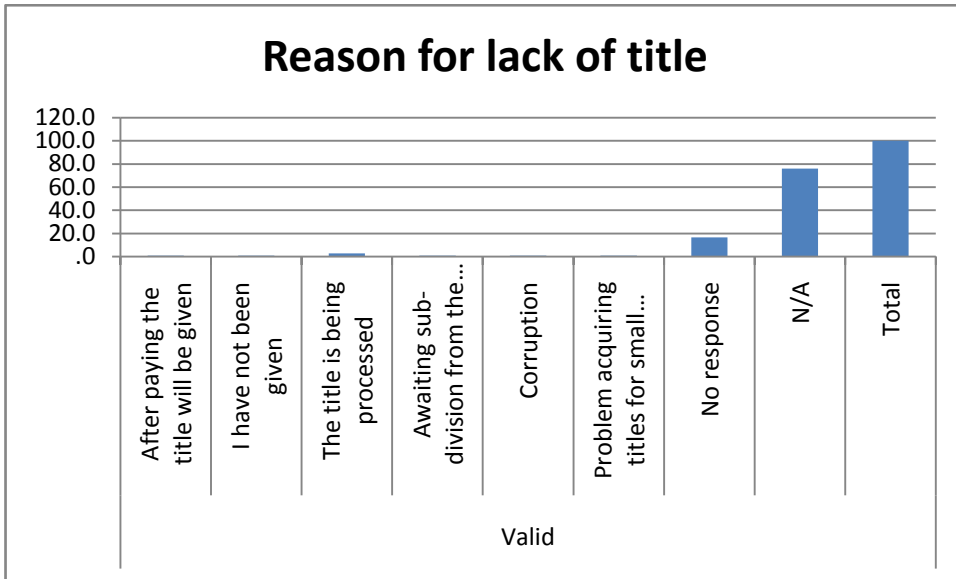 Reason for lack of title
120.0
100.0
80.0
60.0
40.0
20.0
.0
After paying the
title will be given
I have not been
given
The title is being
processed
Awaiting sub-
division from the...
Corruption
Problem acquiring
titles for small...
No response
N/A
Total
Valid